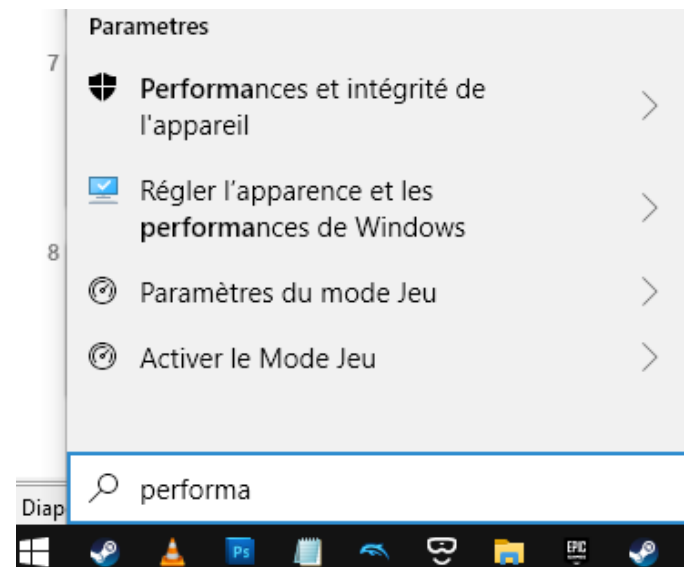 Parametres
7
Performances et intégrité de
l'appareil
Régler l’apparence et les
performances de Windows
8
Paramètres du mode Jeu
Activer le Mode Jeu
performa
Diap
Ps
EPIC